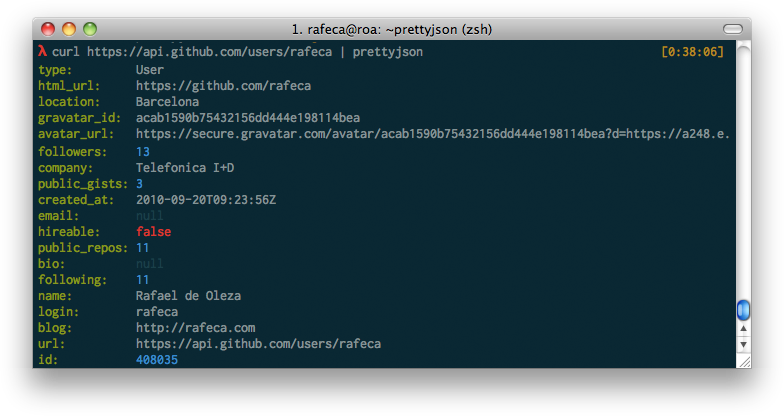 1. rafeca@roa: ~prettyjson (zsh)
λ curl https://api.github.com/users/rafeca | prettyjson [0:38:06]
type: User
html_url: https://github.com/rafeca
location: Barcelona
gravatar_id: acab1590b75432156dd444e198114bea
avatar_url: https://secure.gravatar.com/avatar/acab1590b75432156dd444e198114bea?d=https://a248.e.
followers: 13
company: Telefonica I+D
public_gists: 3
created_at: 2010-09-20T09:23:56Z
email: null
hireable: false
public_repos: 11
bio: null
following: 11
name: Rafael de Oleza
login: rafeca
blog: http://rafeca.com
url: https://api.github.com/users/rafeca
id: 408035